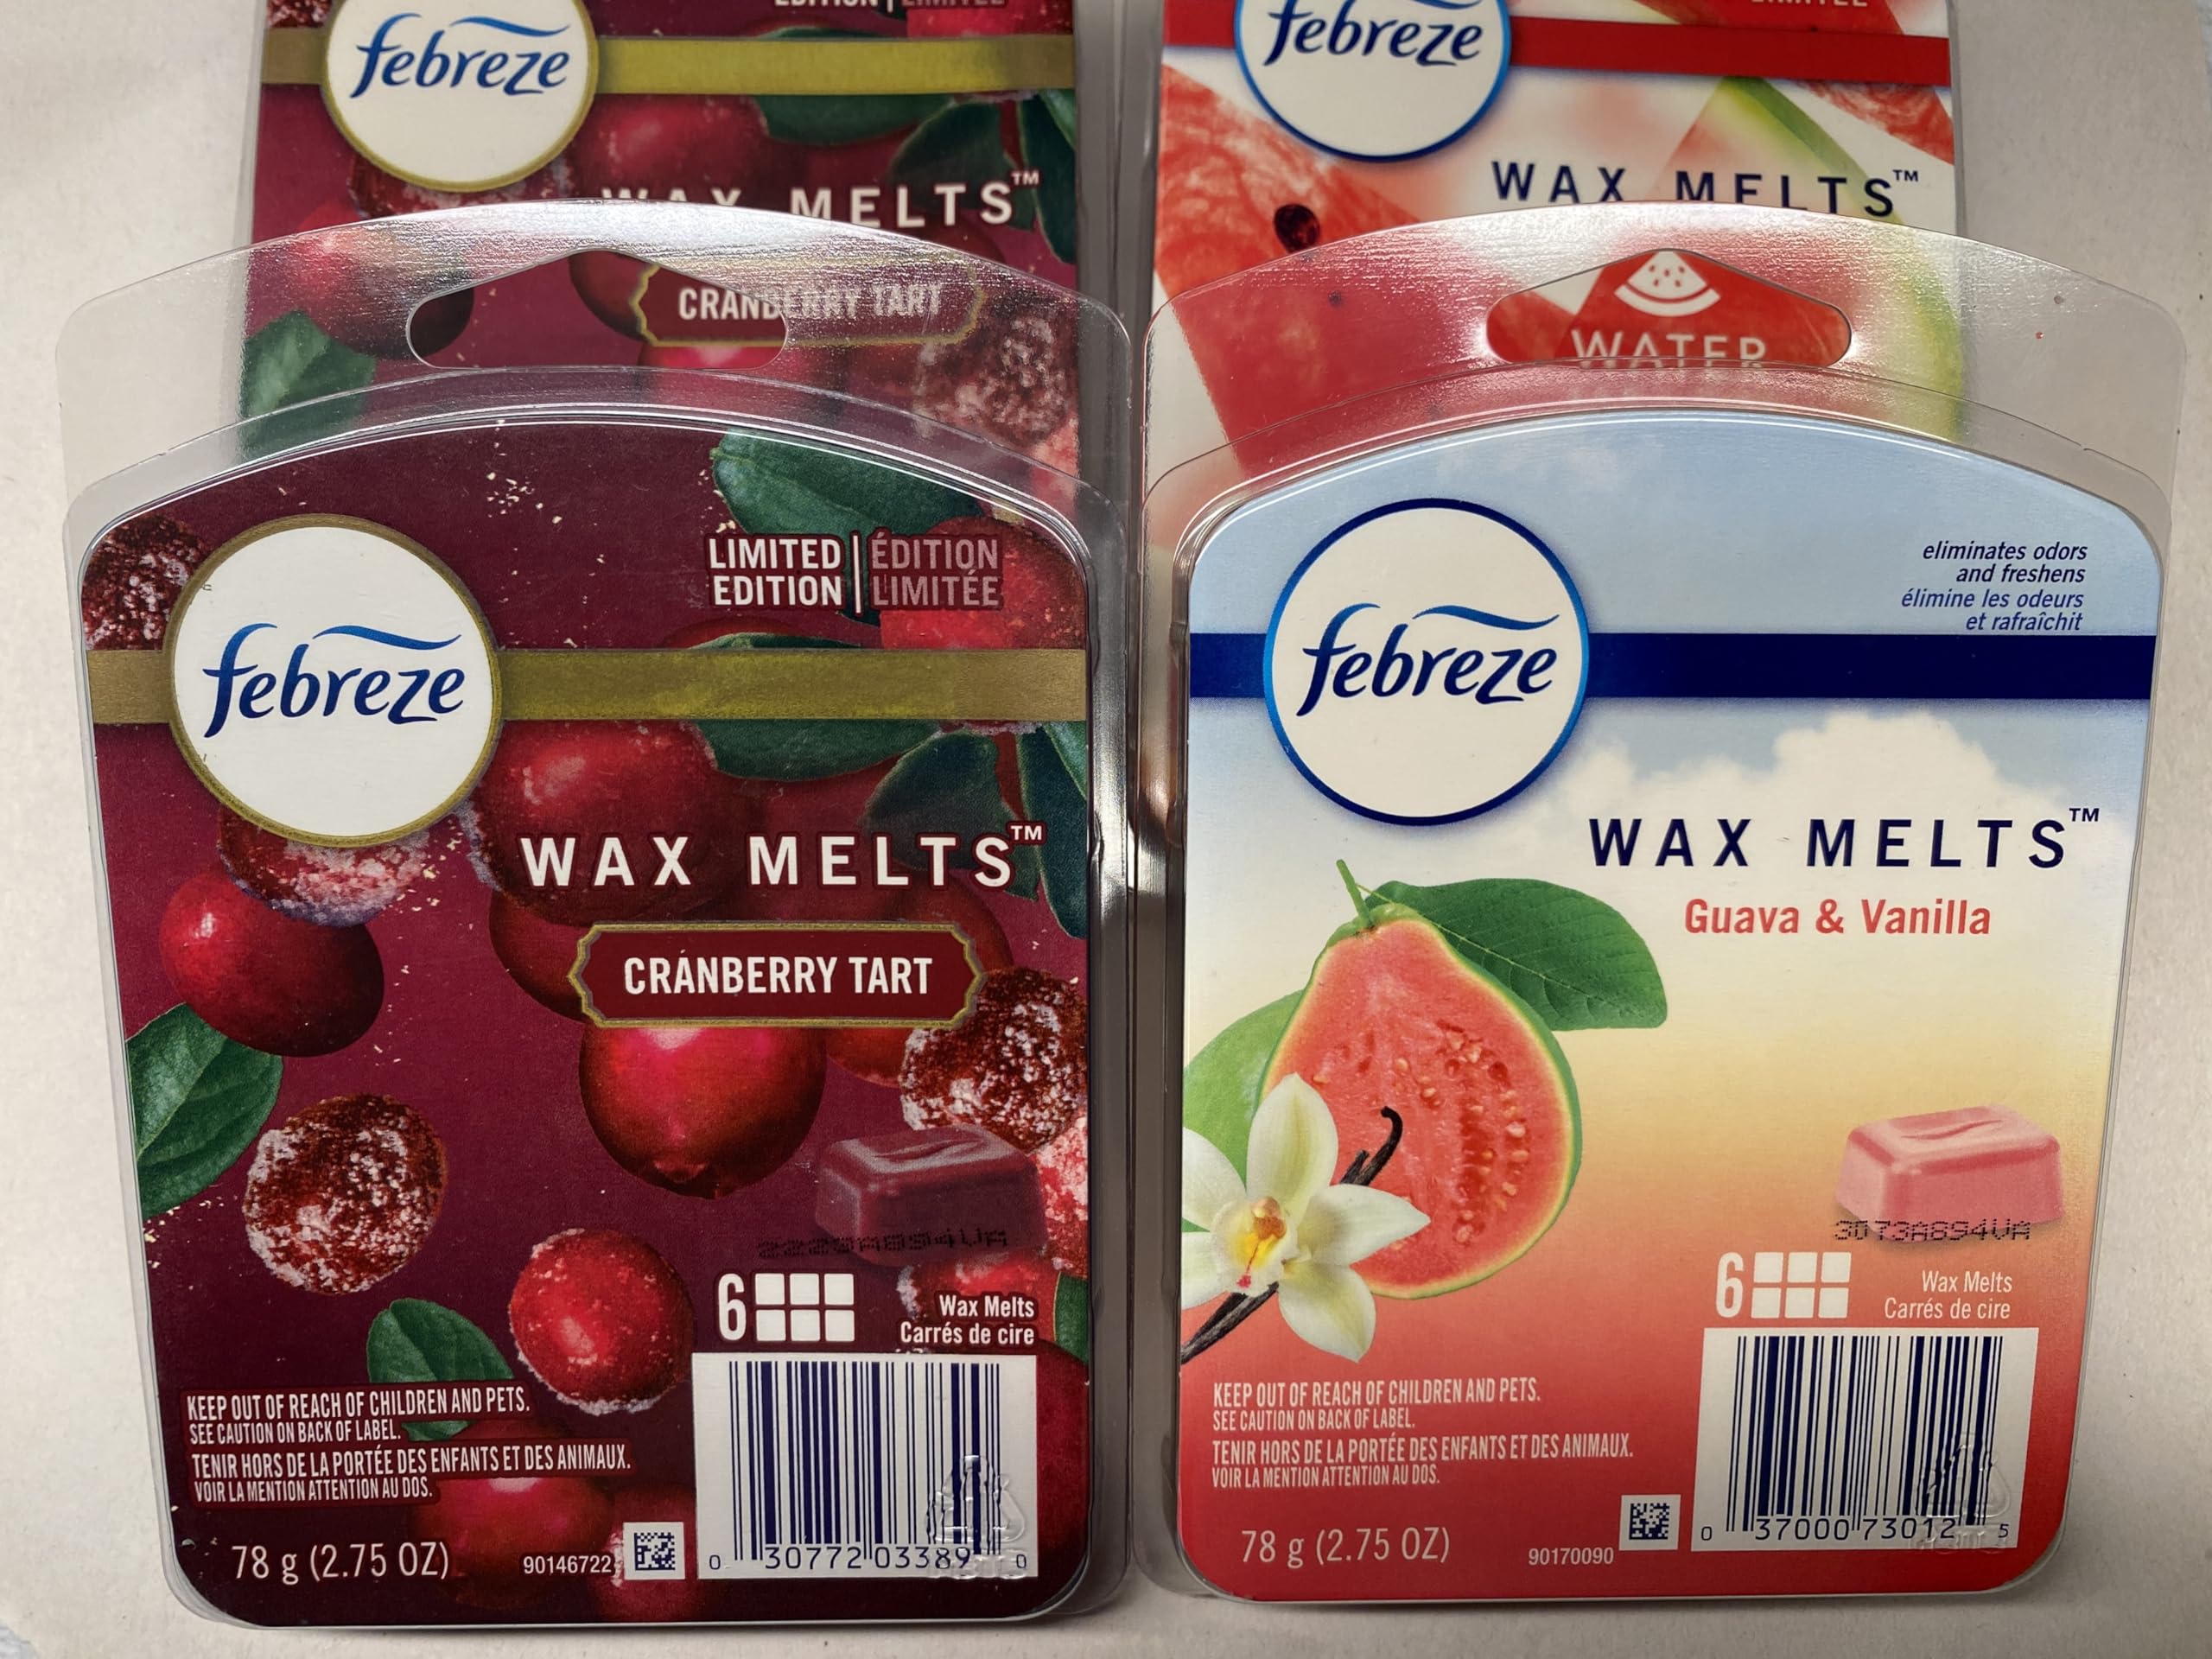 febreze
WAX MELTS™
CRANBERRY TART
febreze
WAX MELTS™
WATER
LIMITED EDITION | ÉDITION LIMITÉE
febreze
WAX MELTS™
CRANBERRY TART
6
Wax Melts
Carrés de cire
KEEP OUT OF REACH OF CHILDREN AND PETS.
SEE CAUTION ON BACK OF LABEL.
TENIR HORS DE LA PORTÉE DES ENFANTS ET DES ANIMAUX.
VOIR LA MENTION ATTENTION AU DOS.
78 g (2.75 OZ)
90146722
0 30772 03389 0
eliminates odors
and freshens
élimine les odeurs
et rafraîchit
febreze
WAX MELTS™
Guava & Vanilla
3073A894UA
6
Wax Melts
Carrés de cire
KEEP OUT OF REACH OF CHILDREN AND PETS.
SEE CAUTION ON BACK OF LABEL.
TENIR HORS DE LA PORTÉE DES ENFANTS ET DES ANIMAUX.
VOIR LA MENTION ATTENTION AU DOS.
78 g (2.75 OZ)
90170090
0 37000 73012 5